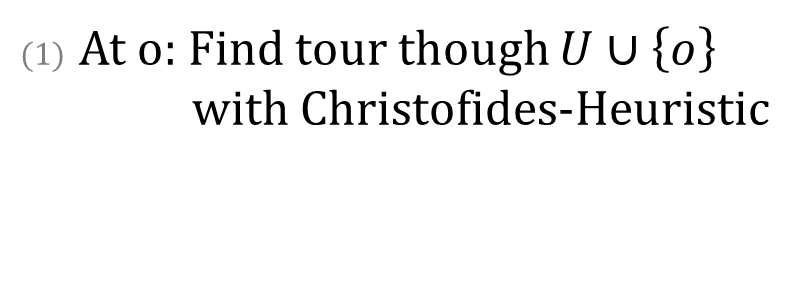 (1) At o: Find tour though U ∪ {o}
with Christofides-Heuristic